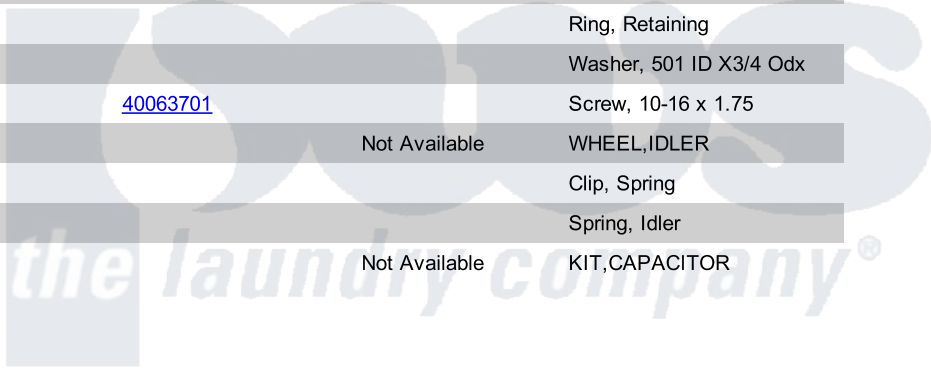 Ring, Retaining
Washer, 501 ID X3/4 Odx
40063701 Screw, 10-16 x 1.75
Not Available WHEEL,IDLER
Clip, Spring
Spring, Idler
Not Available KIT,CAPACITOR
the laundry company®